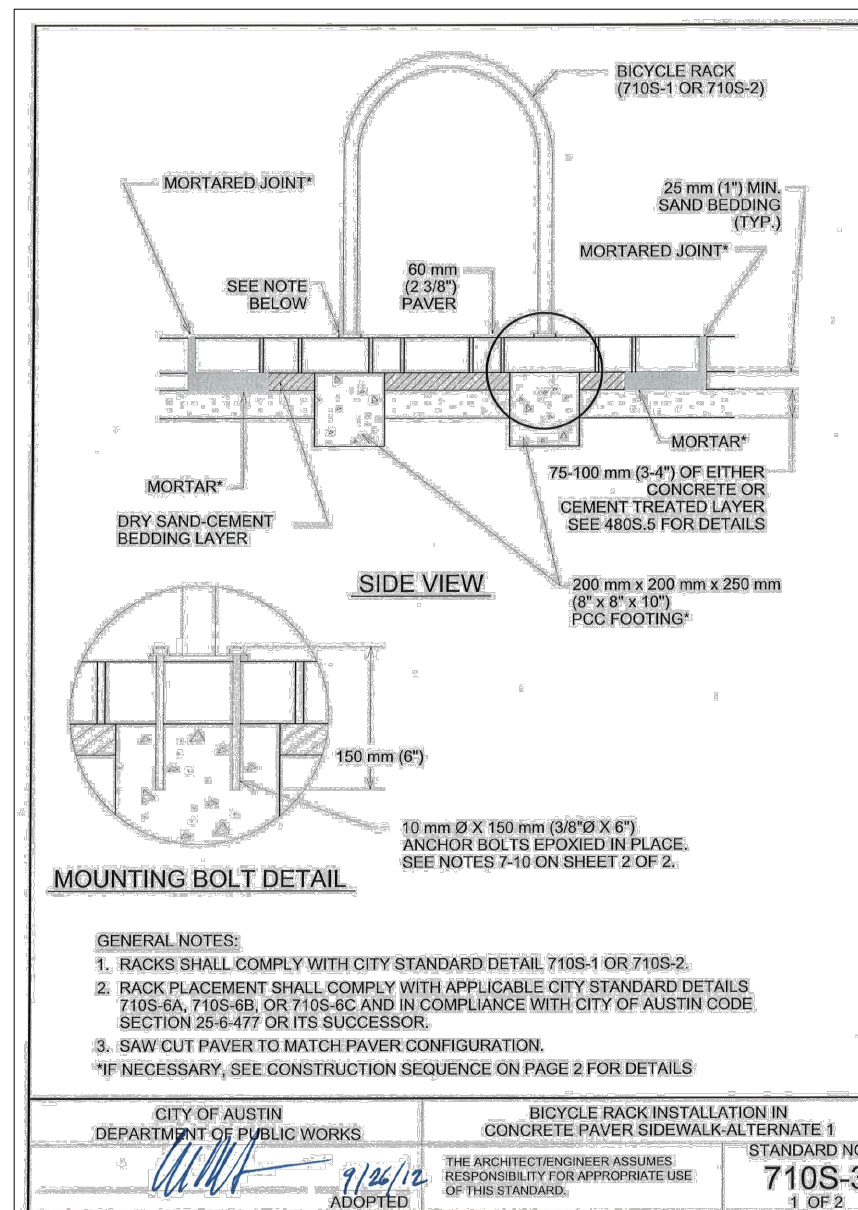 BICYCLE RACK
(710S-1 OR 710S-2)
MORTARED JOINT*
25 mm (1") MIN.
SAND BEDDING
(TYP.)
MORTARED JOINT*
SEE NOTE
BELOW
60 mm
(2 3/8")
PAVER
MORTAR*
MORTAR*
75-100 mm (3-4") OF EITHER
CONCRETE OR
CEMENT TREATED LAYER
SEE 480S.5 FOR DETAILS
DRY SAND-CEMENT
BEDDING LAYER
SIDE VIEW
200 mm x 200 mm x 250 mm
(8" x 8" x 10")
PCC FOOTING*
150 mm (6")
10 mm Ø X 150 mm (3/8"Ø X 6")
ANCHOR BOLTS EPOXIED IN PLACE.
SEE NOTES 7-10 ON SHEET 2 OF 2.
MOUNTING BOLT DETAIL
GENERAL NOTES:
1. RACKS SHALL COMPLY WITH CITY STANDARD DETAIL 710S-1 OR 710S-2.
2. RACK PLACEMENT SHALL COMPLY WITH APPLICABLE CITY STANDARD DETAILS
710S-6A, 710S-6B, OR 710S-6C AND IN COMPLIANCE WITH CITY OF AUSTIN CODE
SECTION 25-6-477 OR ITS SUCCESSOR.
3. SAW CUT PAVER TO MATCH PAVER CONFIGURATION.
*IF NECESSARY, SEE CONSTRUCTION SEQUENCE ON PAGE 2 FOR DETAILS
CITY OF AUSTIN
DEPARTMENT OF PUBLIC WORKS
9/26/12
ADOPTED
BICYCLE RACK INSTALLATION IN
CONCRETE PAVER SIDEWALK-ALTERNATE 1
THE ARCHITECT/ENGINEER ASSUMES
RESPONSIBILITY FOR APPROPRIATE USE
OF THIS STANDARD.
STANDARD NO
710S-3
1 OF 2